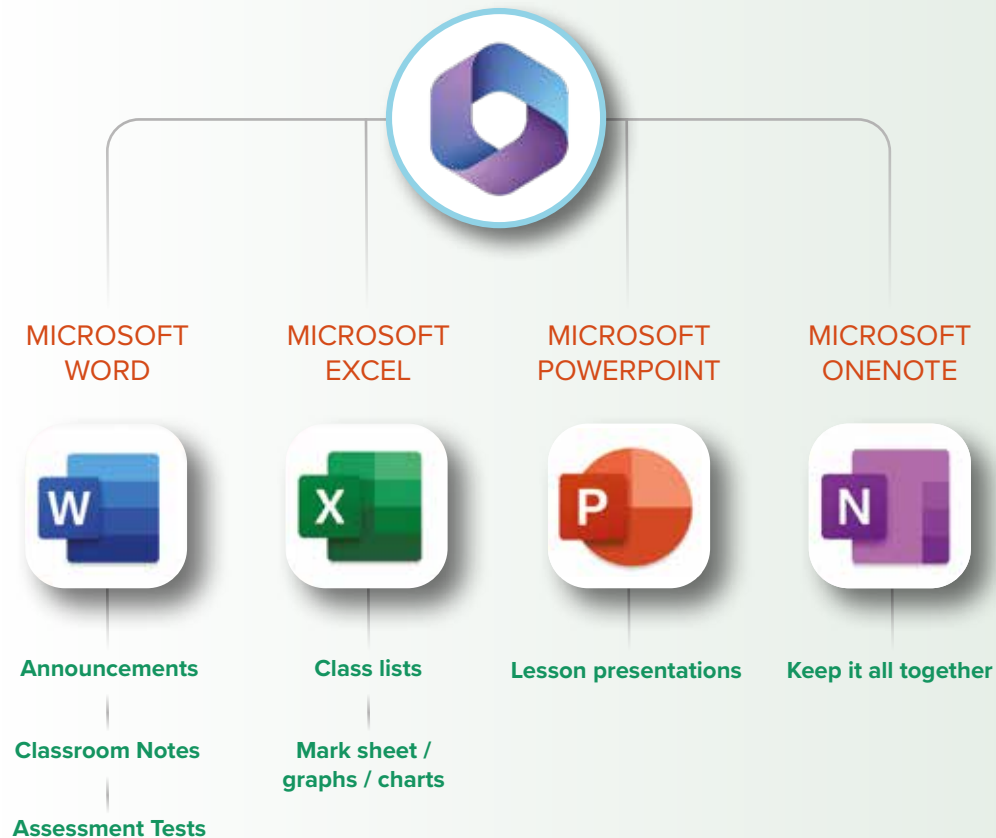 MICROSOFT
WORD
MICROSOFT
EXCEL
MICROSOFT
POWERPOINT
MICROSOFT
ONENOTE
W
X
P
N
Announcements
Class lists
Lesson presentations
Keep it all together
Classroom Notes
Mark sheet /
graphs / charts
Assessment Tests